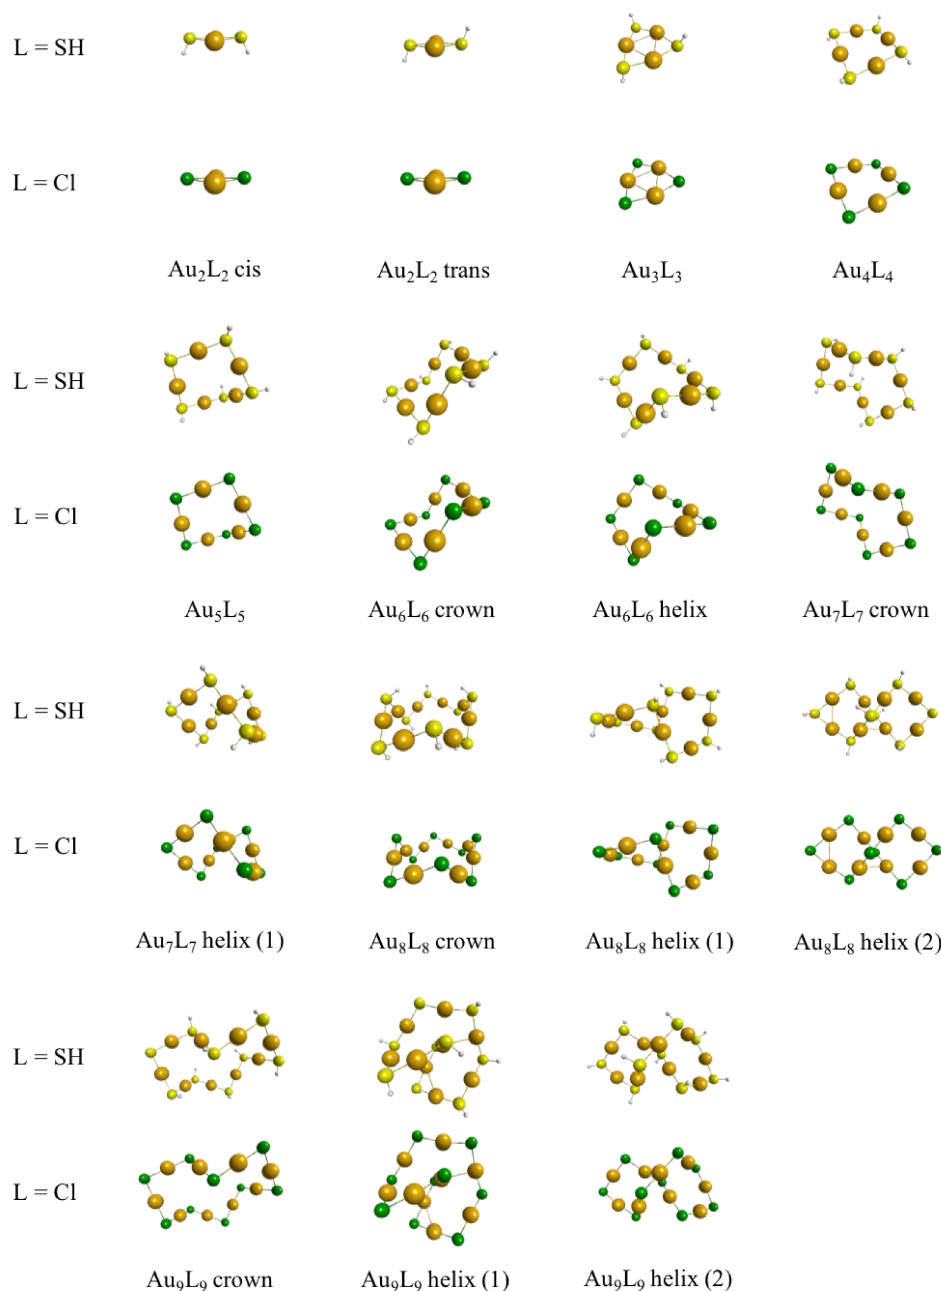 L = SH
L = Cl
Au₂L₂ cis Au₂L₂ trans Au₃L₃ Au₄L₄
L = SH
L = Cl
Au₅L₅ Au₆L₆ crown Au₆L₆ helix Au₇L₇ crown
L = SH
L = Cl
Au₇L₇ helix (1) Au₈L₈ crown Au₈L₈ helix (1) Au₈L₈ helix (2)
L = SH
L = Cl
Au₉L₉ crown Au₉L₉ helix (1) Au₉L₉ helix (2)